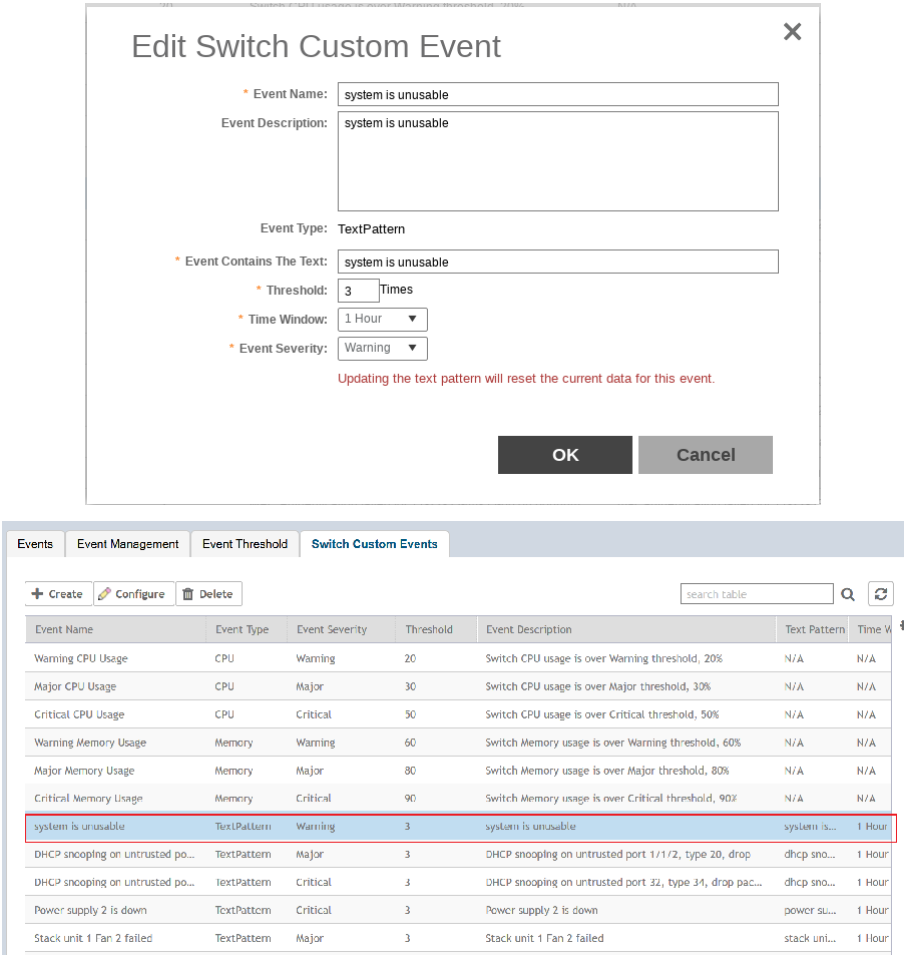 20 Switch CPU usage is over Warning threshold, 20% N/A
Edit Switch Custom Event
* Event Name: system is unusable
Event Description: system is unusable
Event Type: TextPattern
* Event Contains The Text: system is unusable
* Threshold: 3 Times
* Time Window: 1 Hour
* Event Severity: Warning
Updating the text pattern will reset the current data for this event.
OK Cancel
Events Event Management Event Threshold Switch Custom Events
Create Configure Delete search table
Event Name Event Type Event Severity Threshold Event Description Text Pattern Time W
Warning CPU Usage CPU Warning 20 Switch CPU usage is over Warning threshold, 20% N/A N/A
Major CPU Usage CPU Major 30 Switch CPU usage is over Major threshold, 30% N/A N/A
Critical CPU Usage CPU Critical 50 Switch CPU usage is over Critical threshold, 50% N/A N/A
Warning Memory Usage Memory Warning 60 Switch Memory usage is over Warning threshold, 60% N/A N/A
Major Memory Usage Memory Major 80 Switch Memory usage is over Major threshold, 80% N/A N/A
Critical Memory Usage Memory Critical 90 Switch Memory usage is over Critical threshold, 90% N/A N/A
system is unusable TextPattern Warning 3 system is unusable system is... 1 Hour
DHCP snooping on untrusted po... TextPattern Major 3 DHCP snooping on untrusted port 1/1/2, type 20, drop dhcp sno... 1 Hour
DHCP snooping on untrusted po... TextPattern Critical 3 DHCP snooping on untrusted port 32, type 34, drop pac... dhcp sno... 1 Hour
Power supply 2 is down TextPattern Critical 3 Power supply 2 is down power su... 1 Hour
Stack unit 1 Fan 2 failed TextPattern Major 3 Stack unit 1 Fan 2 failed stack uni... 1 Hour